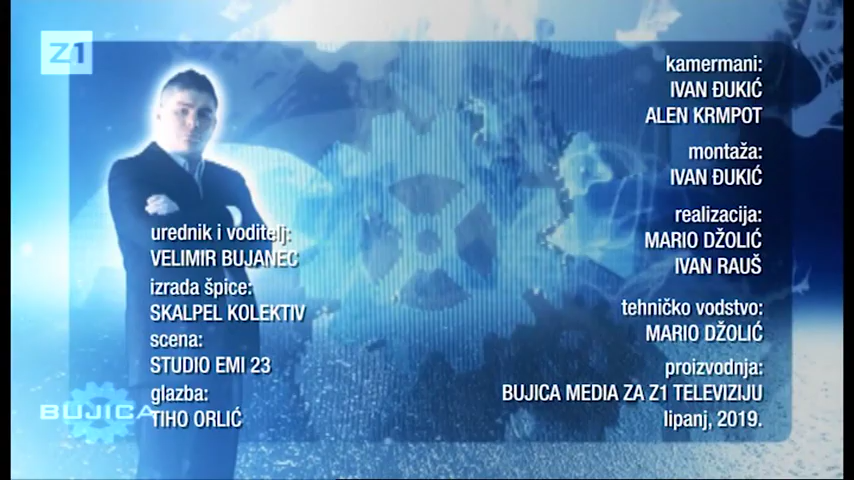 Z1
urednik i voditelj:
VELIMIR BUJANEC
izrada špice:
SKALPEL KOLEKTIV
scena:
STUDIO EMI 23
glazba:
TIHO ORLIĆ
BUJICA
kamermani:
IVAN ĐUKIĆ
ALEN KRMPOT
montaža:
IVAN ĐUKIĆ
realizacija:
MARIO DŽOLIĆ
IVAN RAUŠ
tehničko vodstvo:
MARIO DŽOLIĆ
proizvodnja:
BUJICA MEDIA ZA Z1 TELEVIZIJU
lipanj, 2019.